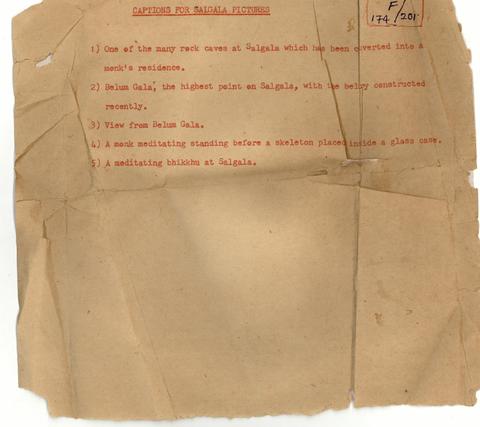 CAPTIONS FOR SALGALA PICTURES
F/
174/201
1) One of the many rock caves at Salgala which has been converted into a
monk's residence.
2) Belum Gala, the highest point on Salgala, with the belry constructed
recently.
3) View from Belum Gala.
4) A monk meditating standing before a skeleton placed inside a glass case.
5) A meditating bhikkhu at Salgala.